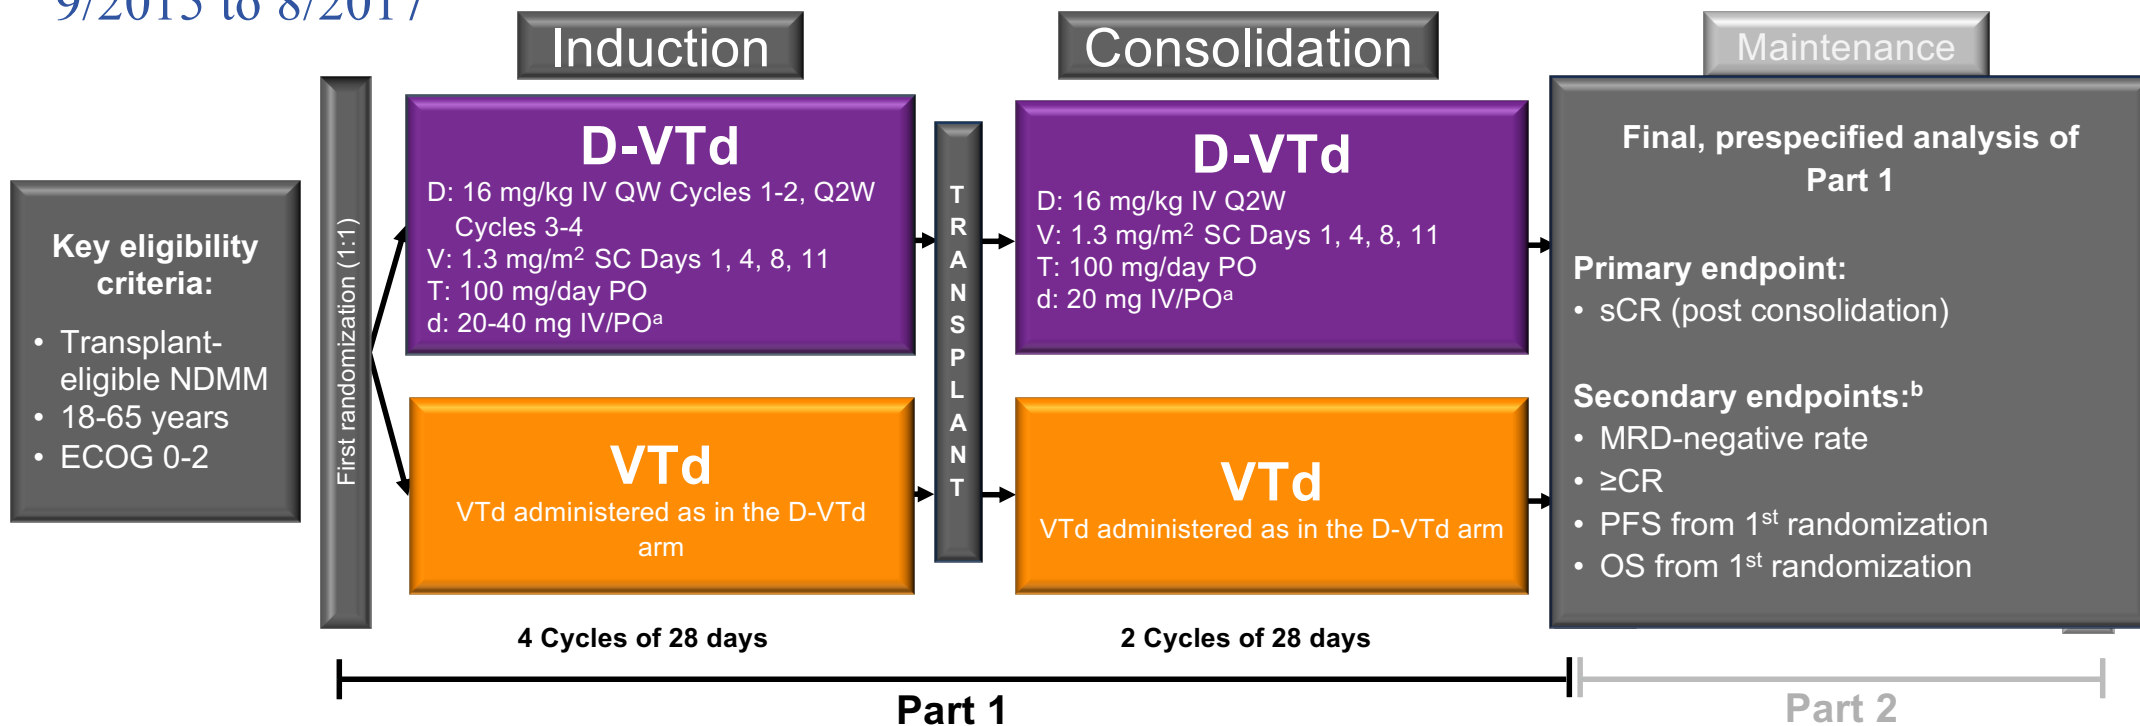 9/2015 to 8/2017
Induction
Consolidation
Maintenance
Key eligibility
criteria:
• Transplant-
eligible NDMM
• 18-65 years
• ECOG 0-2
First randomization (1:1)
D-VTd
D: 16 mg/kg IV QW Cycles 1-2, Q2W
Cycles 3-4
V: 1.3 mg/m² SC Days 1, 4, 8, 11
T: 100 mg/day PO
d: 20-40 mg IV/POᵃ
VTd
VTd administered as in the D-VTd
arm
4 Cycles of 28 days
TRANSPLANT
D-VTd
D: 16 mg/kg IV Q2W
V: 1.3 mg/m² SC Days 1, 4, 8, 11
T: 100 mg/day PO
d: 20 mg IV/POᵃ
VTd
VTd administered as in the D-VTd arm
2 Cycles of 28 days
Final, prespecified analysis of
Part 1
Primary endpoint:
• sCR (post consolidation)
Secondary endpoints:ᵇ
• MRD-negative rate
• ≥CR
• PFS from 1ˢᵗ randomization
• OS from 1ˢᵗ randomization
Part 1
Part 2